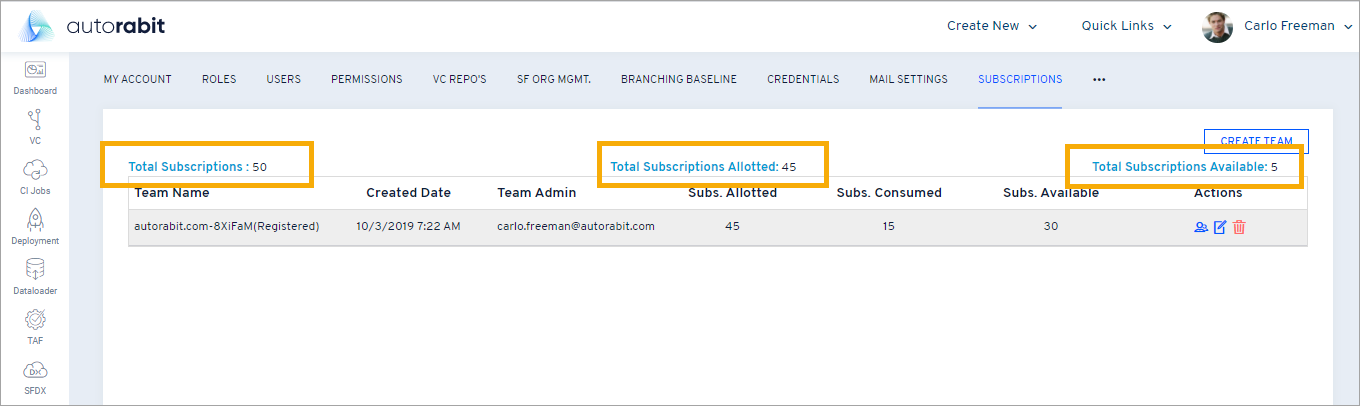 autorabit
Create New
Quick Links
Carlo Freeman
Dashboard
VC
CI Jobs
Deployment
Dataloader
TAF
DX
SFDX
MY ACCOUNT ROLES USERS PERMISSIONS VC REPO'S SF ORG MGMT. BRANCHING BASELINE CREDENTIALS MAIL SETTINGS SUBSCRIPTIONS •••
CREATE TEAM
Total Subscriptions : 50 Total Subscriptions Allotted: 45 Total Subscriptions Available: 5
Team Name Created Date Team Admin Subs. Allotted Subs. Consumed Subs. Available Actions
autorabit.com-8XiFaM(Registered) 10/3/2019 7:22 AM carlo.freeman@autorabit.com 45 15 30